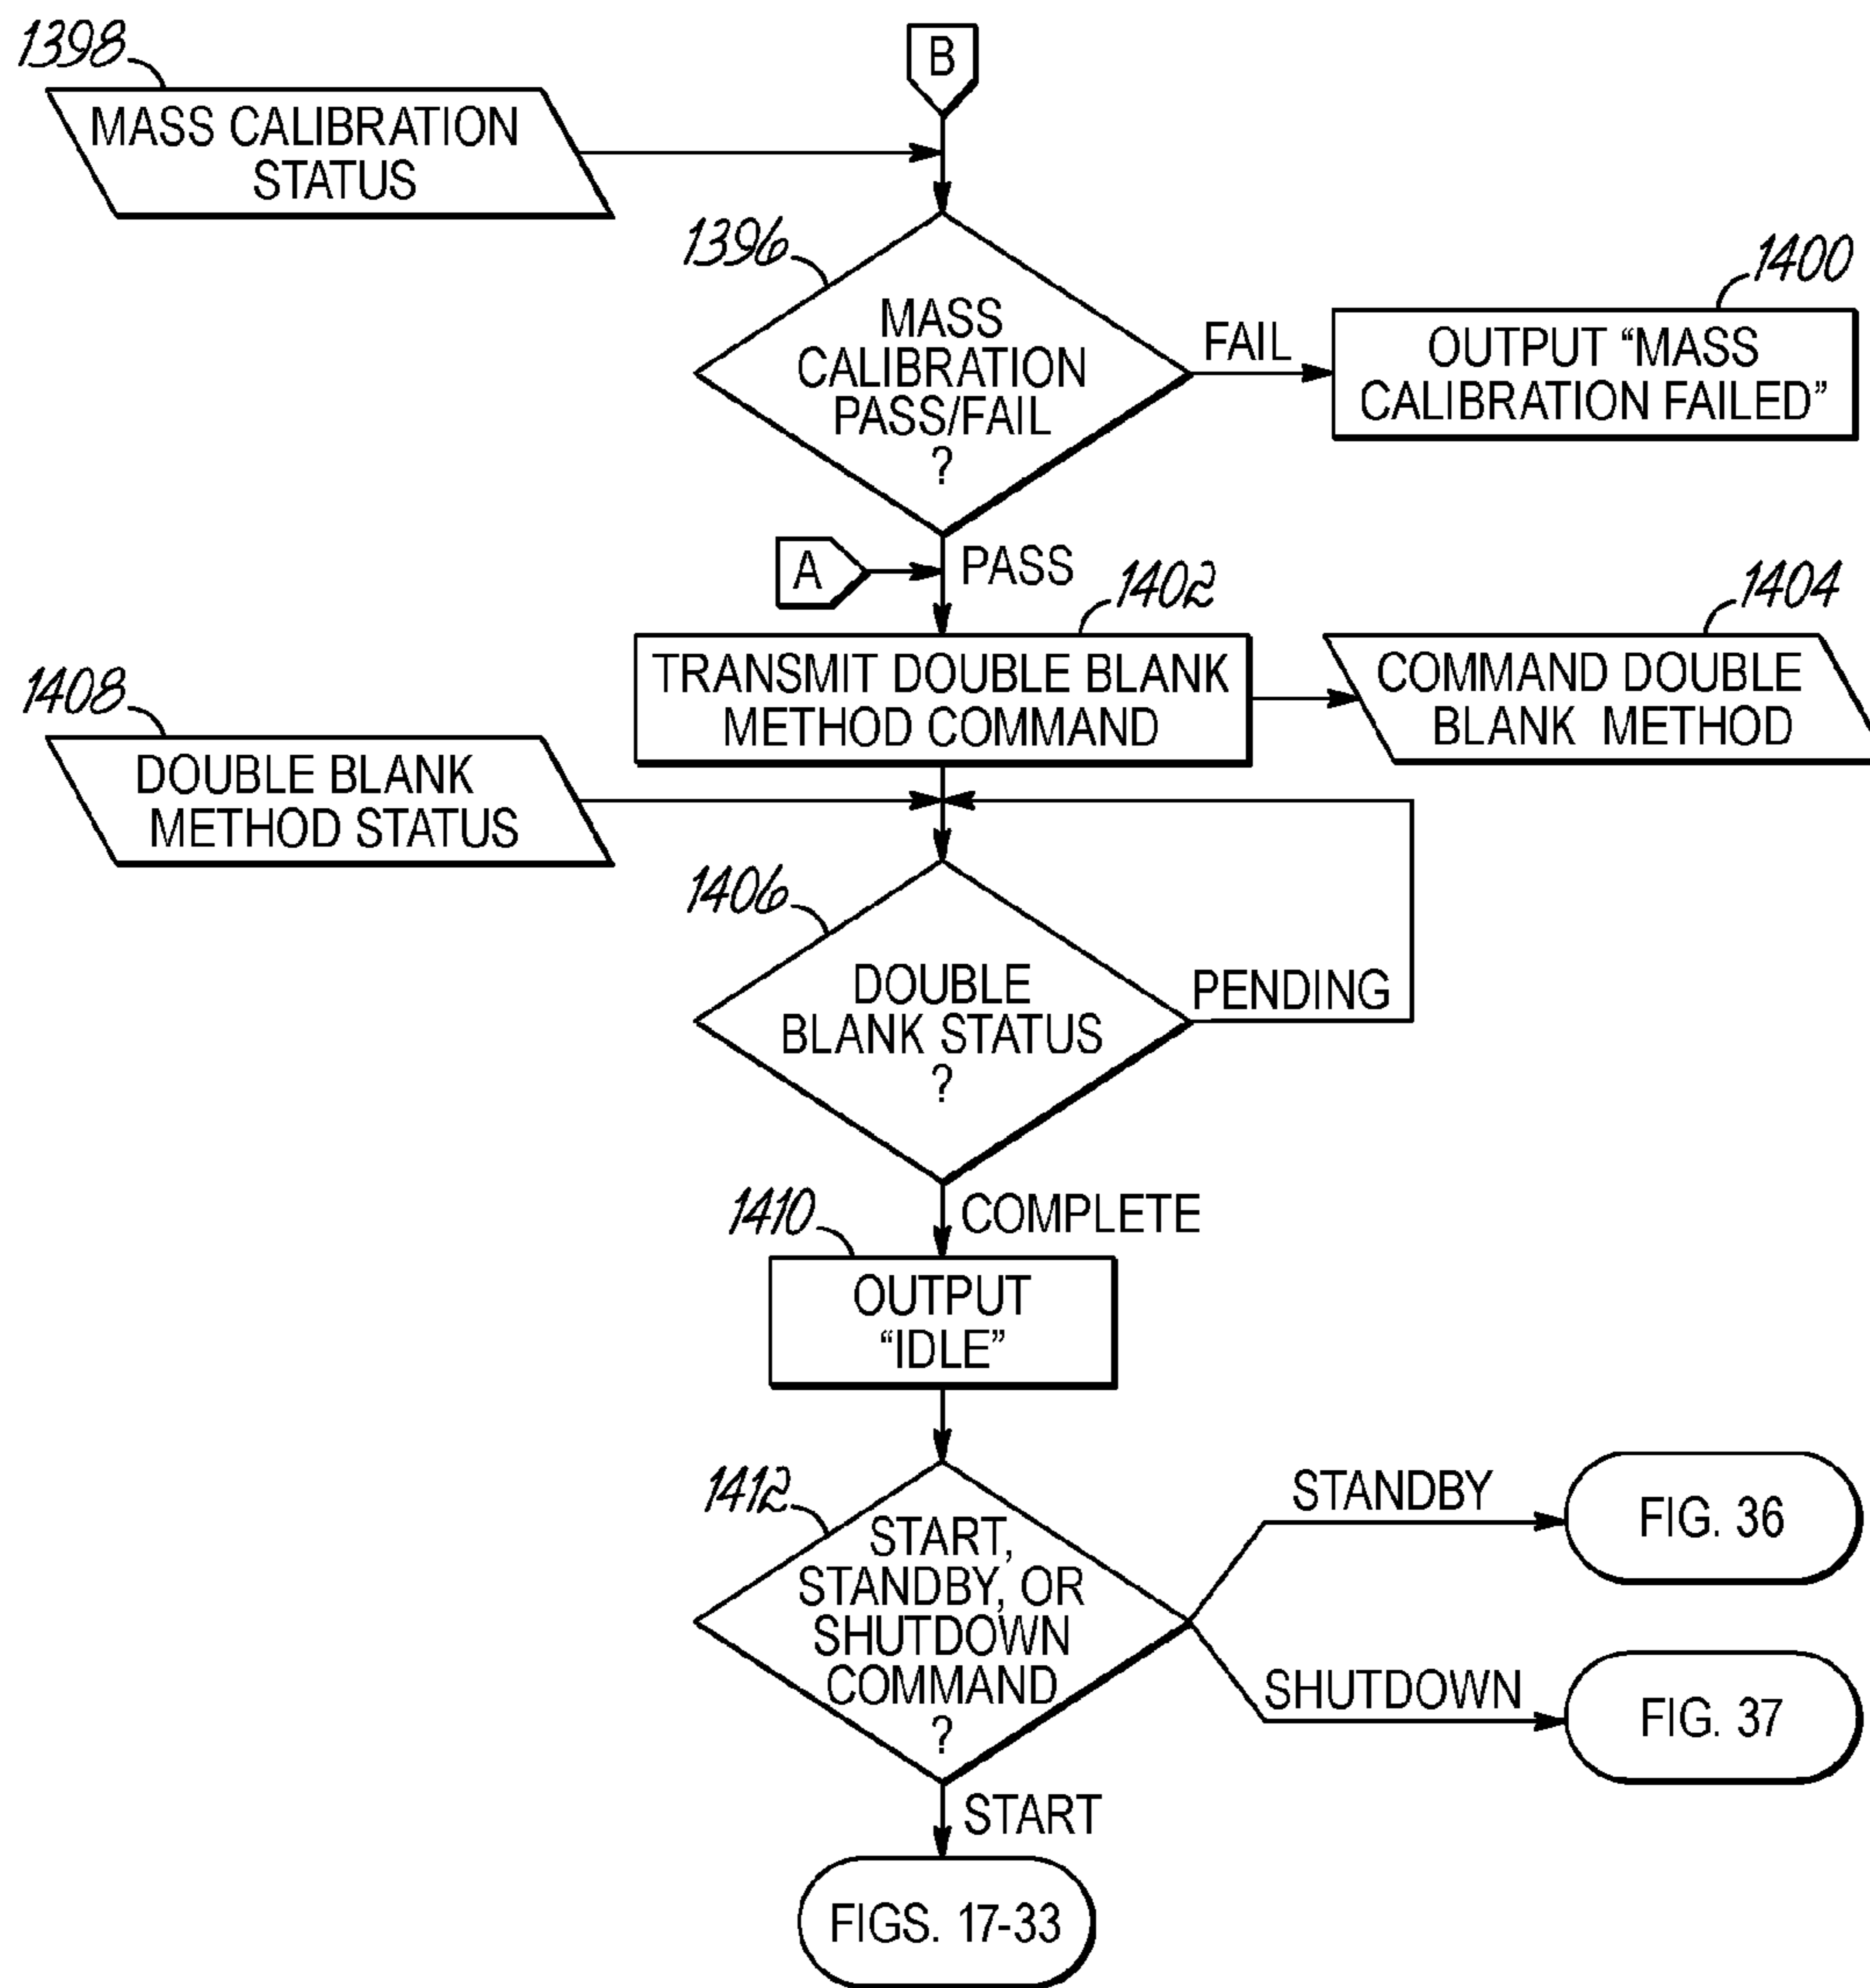 1398
B
MASS CALIBRATION
STATUS
1396
1400
MASS
CALIBRATION
PASS/FAIL
?
FAIL
OUTPUT “MASS
CALIBRATION FAILED”
A
PASS
1402
1404
TRANSMIT DOUBLE BLANK
METHOD COMMAND
COMMAND DOUBLE
BLANK METHOD
1408
DOUBLE BLANK
METHOD STATUS
1406
DOUBLE
BLANK STATUS
?
PENDING
COMPLETE
1410
OUTPUT
“IDLE”
1412
START,
STANDBY, OR
SHUTDOWN
COMMAND
?
STANDBY
FIG. 36
SHUTDOWN
FIG. 37
START
FIGS. 17-33